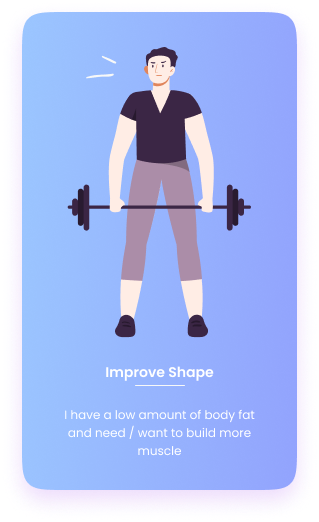 Improve Shape
I have a low amount of body fat
and need / want to build more
muscle